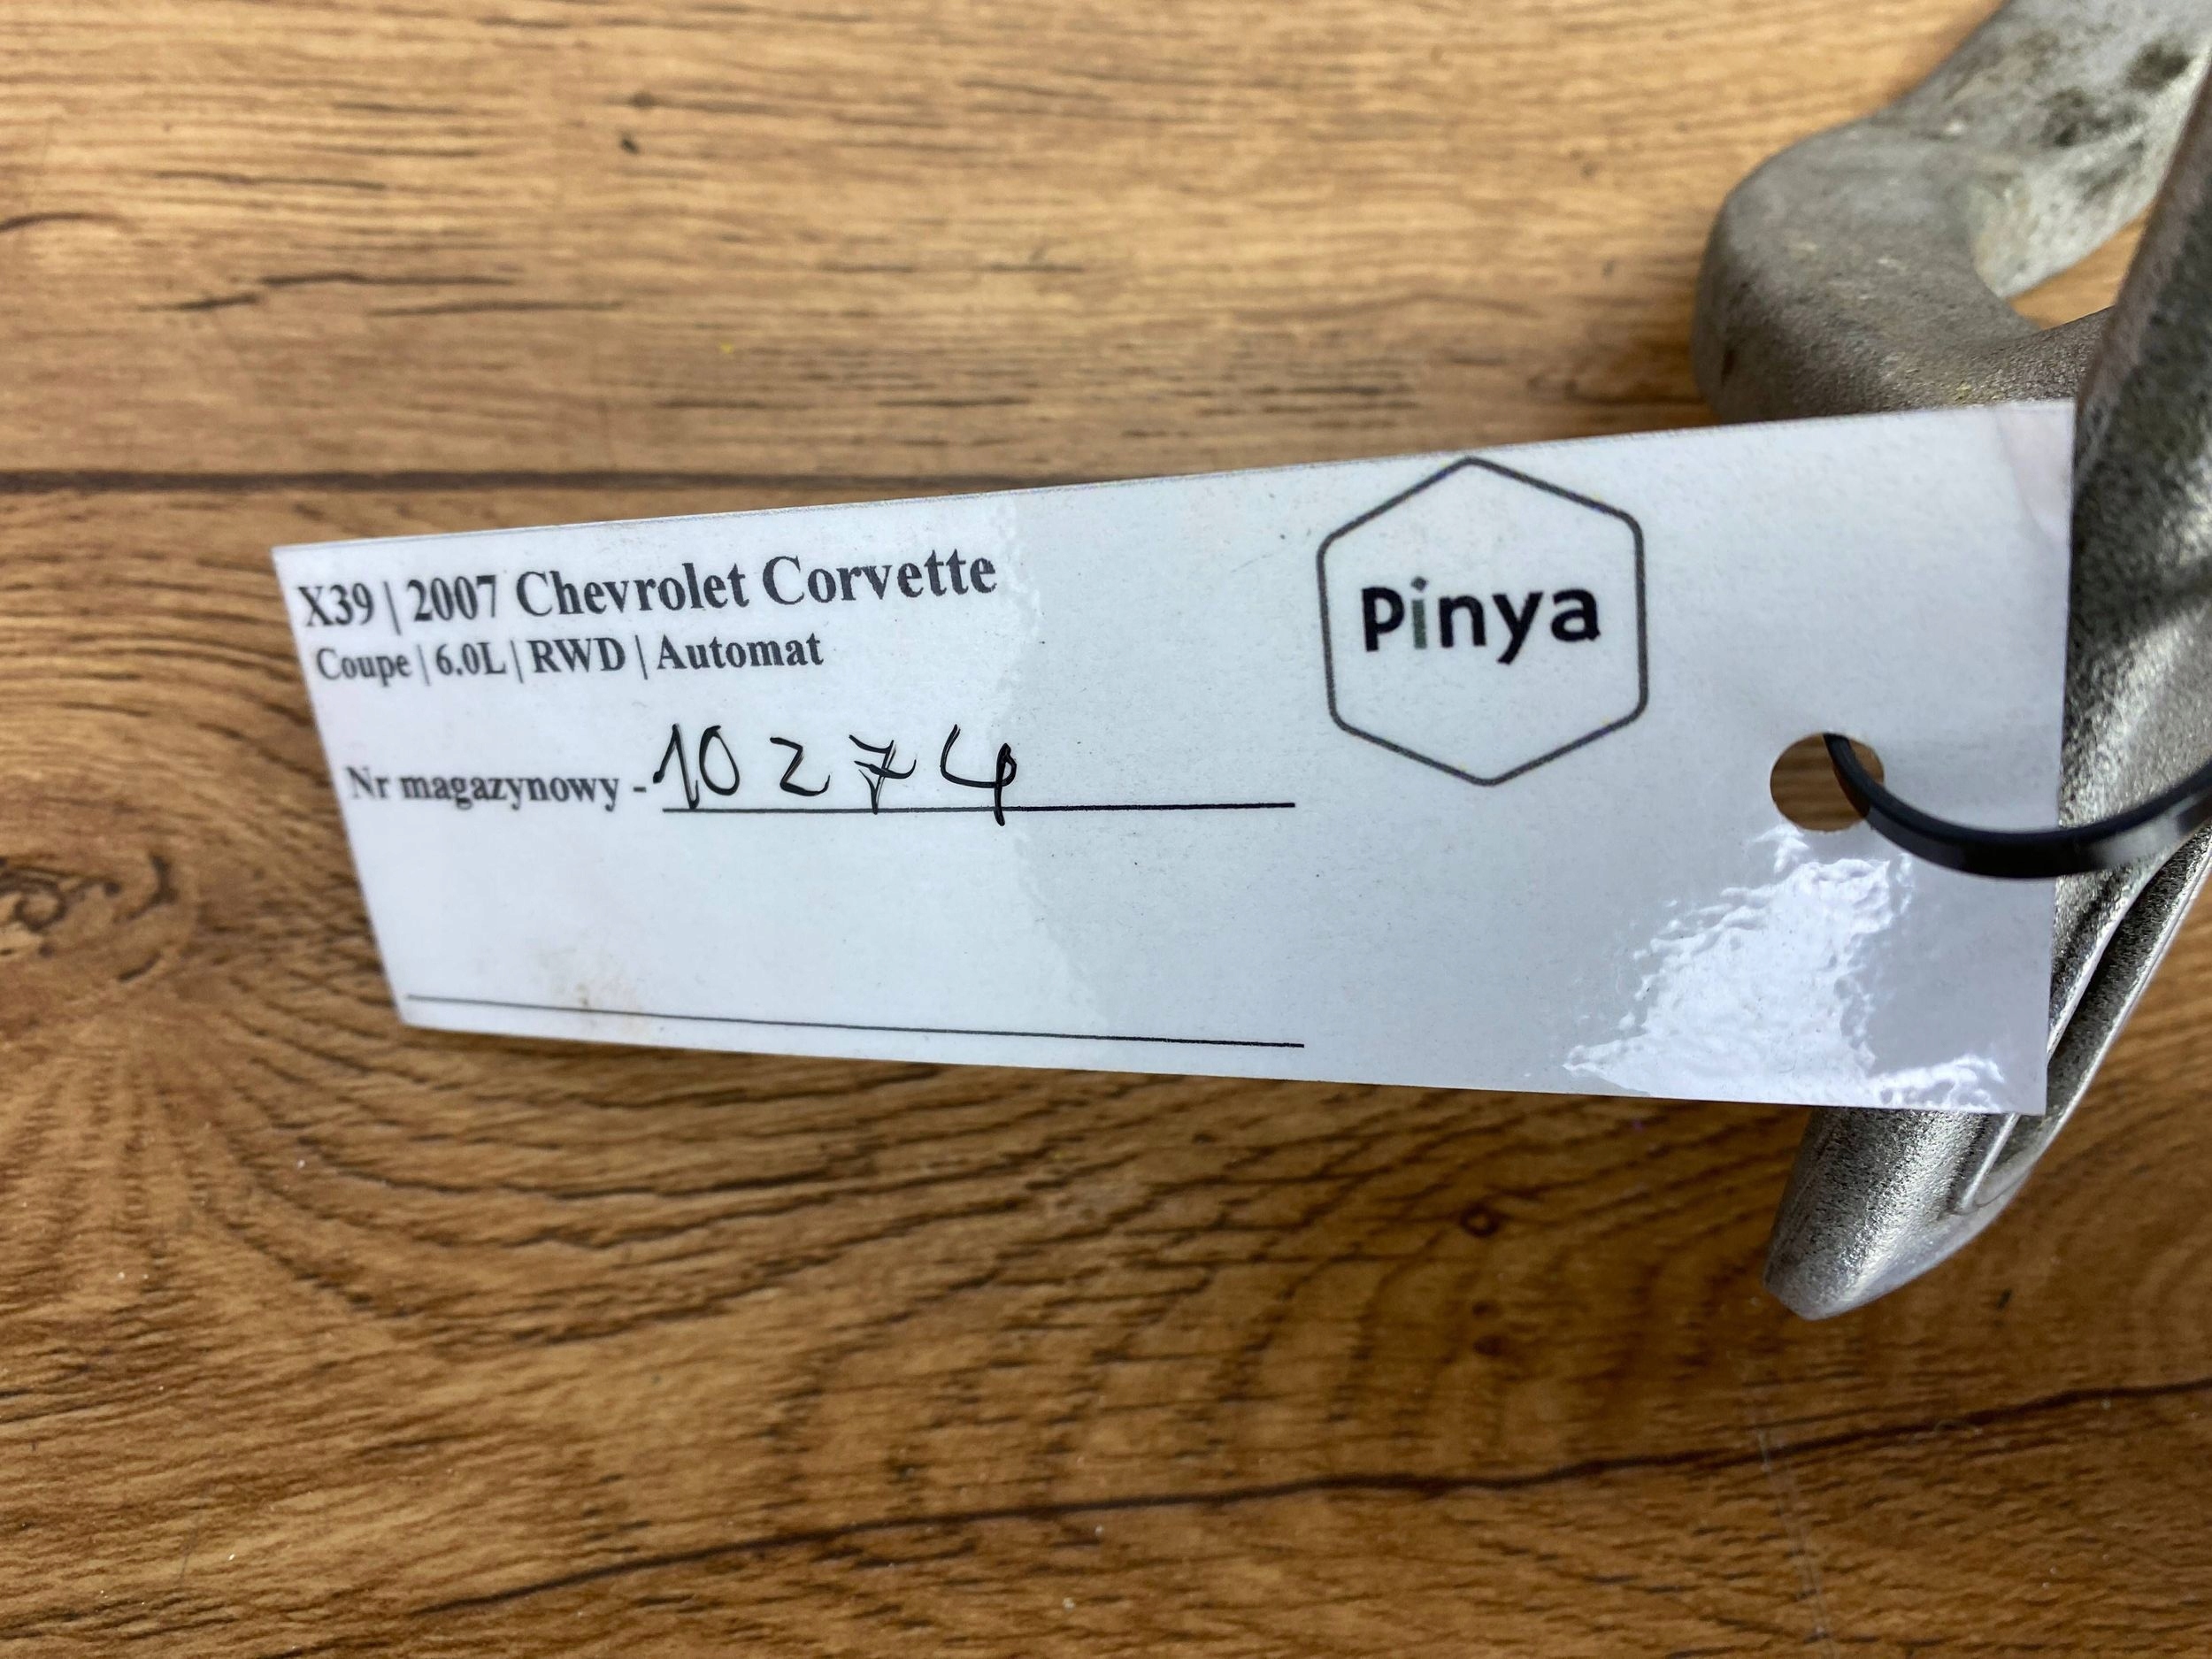 X39 | 2007 Chevrolet Corvette
Coupe | 6.0L | RWD | Automat
Nr magazynowy - 10274
Pinya